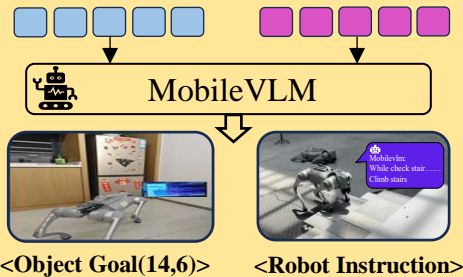 MobileVLM
Mobilevlm:
While check stair……
Climb stairs
<Object Goal(14,6)>
<Robot Instruction>